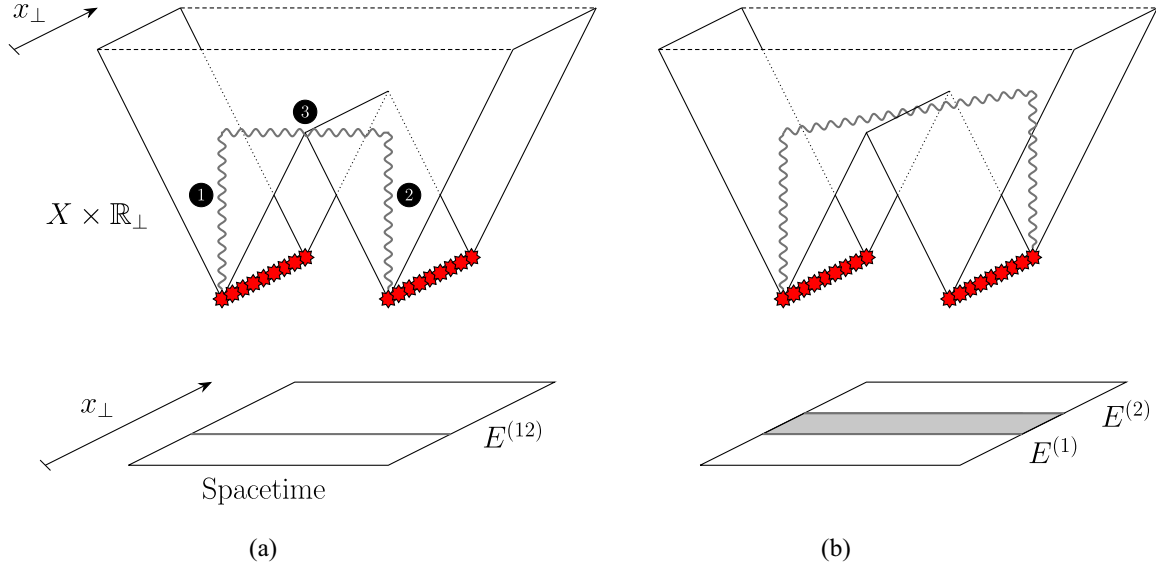 x⊥
3
1
2
X × ℝ⊥
x⊥
E^(12)
Spacetime
E^(2)
E^(1)
(a)
(b)